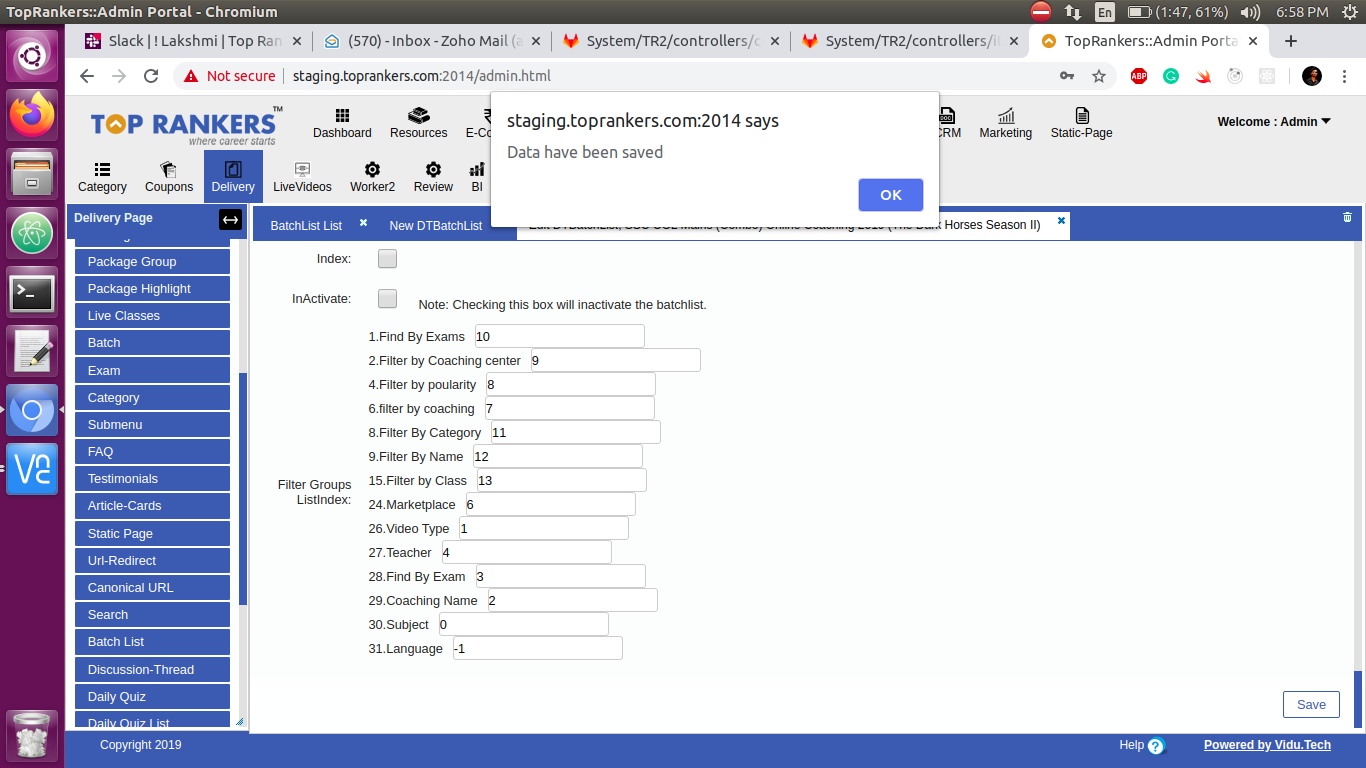 TopRankers::Admin Portal - Chromium
En
(1:47, 61%)
6:58 PM
Slack | ! Lakshmi | Top Ran
(570) - Inbox - Zoho Mail (a
System/TR2/controllers/c
System/TR2/controllers/i
TopRankers::Admin Porta
Not secure
staging.toprankers.com:2014/admin.html
ABP
TOP RANKERS™
where career starts
Dashboard
Resources
E-Co
CRM
Marketing
Static-Page
Welcome : Admin
Category
Coupons
Delivery
LiveVideos
Worker2
Review
BI
staging.toprankers.com:2014 says
Data have been saved
OK
Delivery Page
BatchList List
New DTBatchList
Edit DTBatchList, SSC CGL Mains (Combo) Online Coaching 2019 (The Dark Horses Season II)
Package Group
Package Highlight
Live Classes
Batch
Exam
Category
Submenu
FAQ
Testimonials
Article-Cards
Static Page
Url-Redirect
Canonical URL
Search
Batch List
Discussion-Thread
Daily Quiz
Daily Quiz List
Index:
InActivate:
Note: Checking this box will inactivate the batchlist.
Filter Groups
ListIndex:
1.Find By Exams 10
2.Filter by Coaching center 9
4.Filter by poularity 8
6.filter by coaching 7
8.Filter By Category 11
9.Filter By Name 12
15.Filter by Class 13
24.Marketplace 6
26.Video Type 1
27.Teacher 4
28.Find By Exam 3
29.Coaching Name 2
30.Subject 0
31.Language -1
Save
Copyright 2019
Help ?
Powered by Vidu.Tech